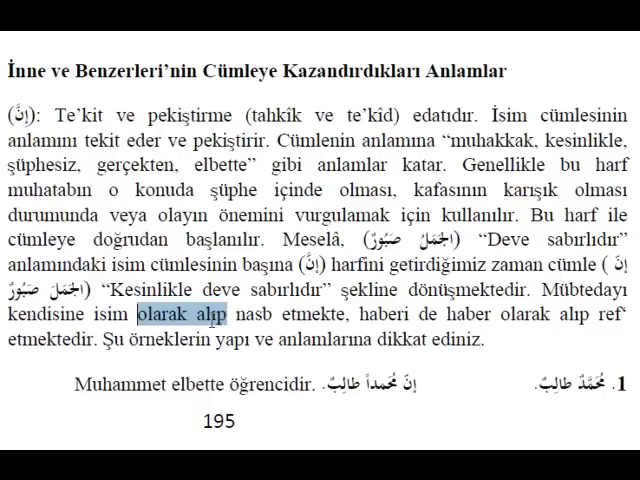 İnne ve Benzerleri’nin Cümleye Kazandırdıkları Anlamlar
(إِنَّ): Te’kit ve pekiştirme (tahkîk ve te’kîd) edatıdır. İsim cümlesinin
anlamını tekit eder ve pekiştirir. Cümlenin anlamına “muhakkak, kesinlikle,
şüphesiz, gerçekten, elbette” gibi anlamlar katar. Genellikle bu harf
muhatabın o konuda şüphe içinde olması, kafasının karışık olması
durumunda veya olayın önemini vurgulamak için kullanılır. Bu harf ile
cümleye doğrudan başlanılır. Meselâ, (الجَمَلُ صَبُورٌ) “Deve sabırlıdır”
anlamındaki isim cümlesinin başına (إنَّ) harfini getirdiğimiz zaman cümle (إنّ
الجَمَلَ صَبُورٌ) “Kesinlikle deve sabırlıdır” şekline dönüşmektedir. Mübtedayı
kendisine isim olarak alıp nasb etmekte, haberi de haber olarak alıp ref‘
etmektedir. Şu örneklerin yapı ve anlamlarına dikkat ediniz.
1. مُحَمَّدٌ طالِبٌ. إنّ مُحَمداً طالِبٌ. Muhammet elbette öğrencidir.
195